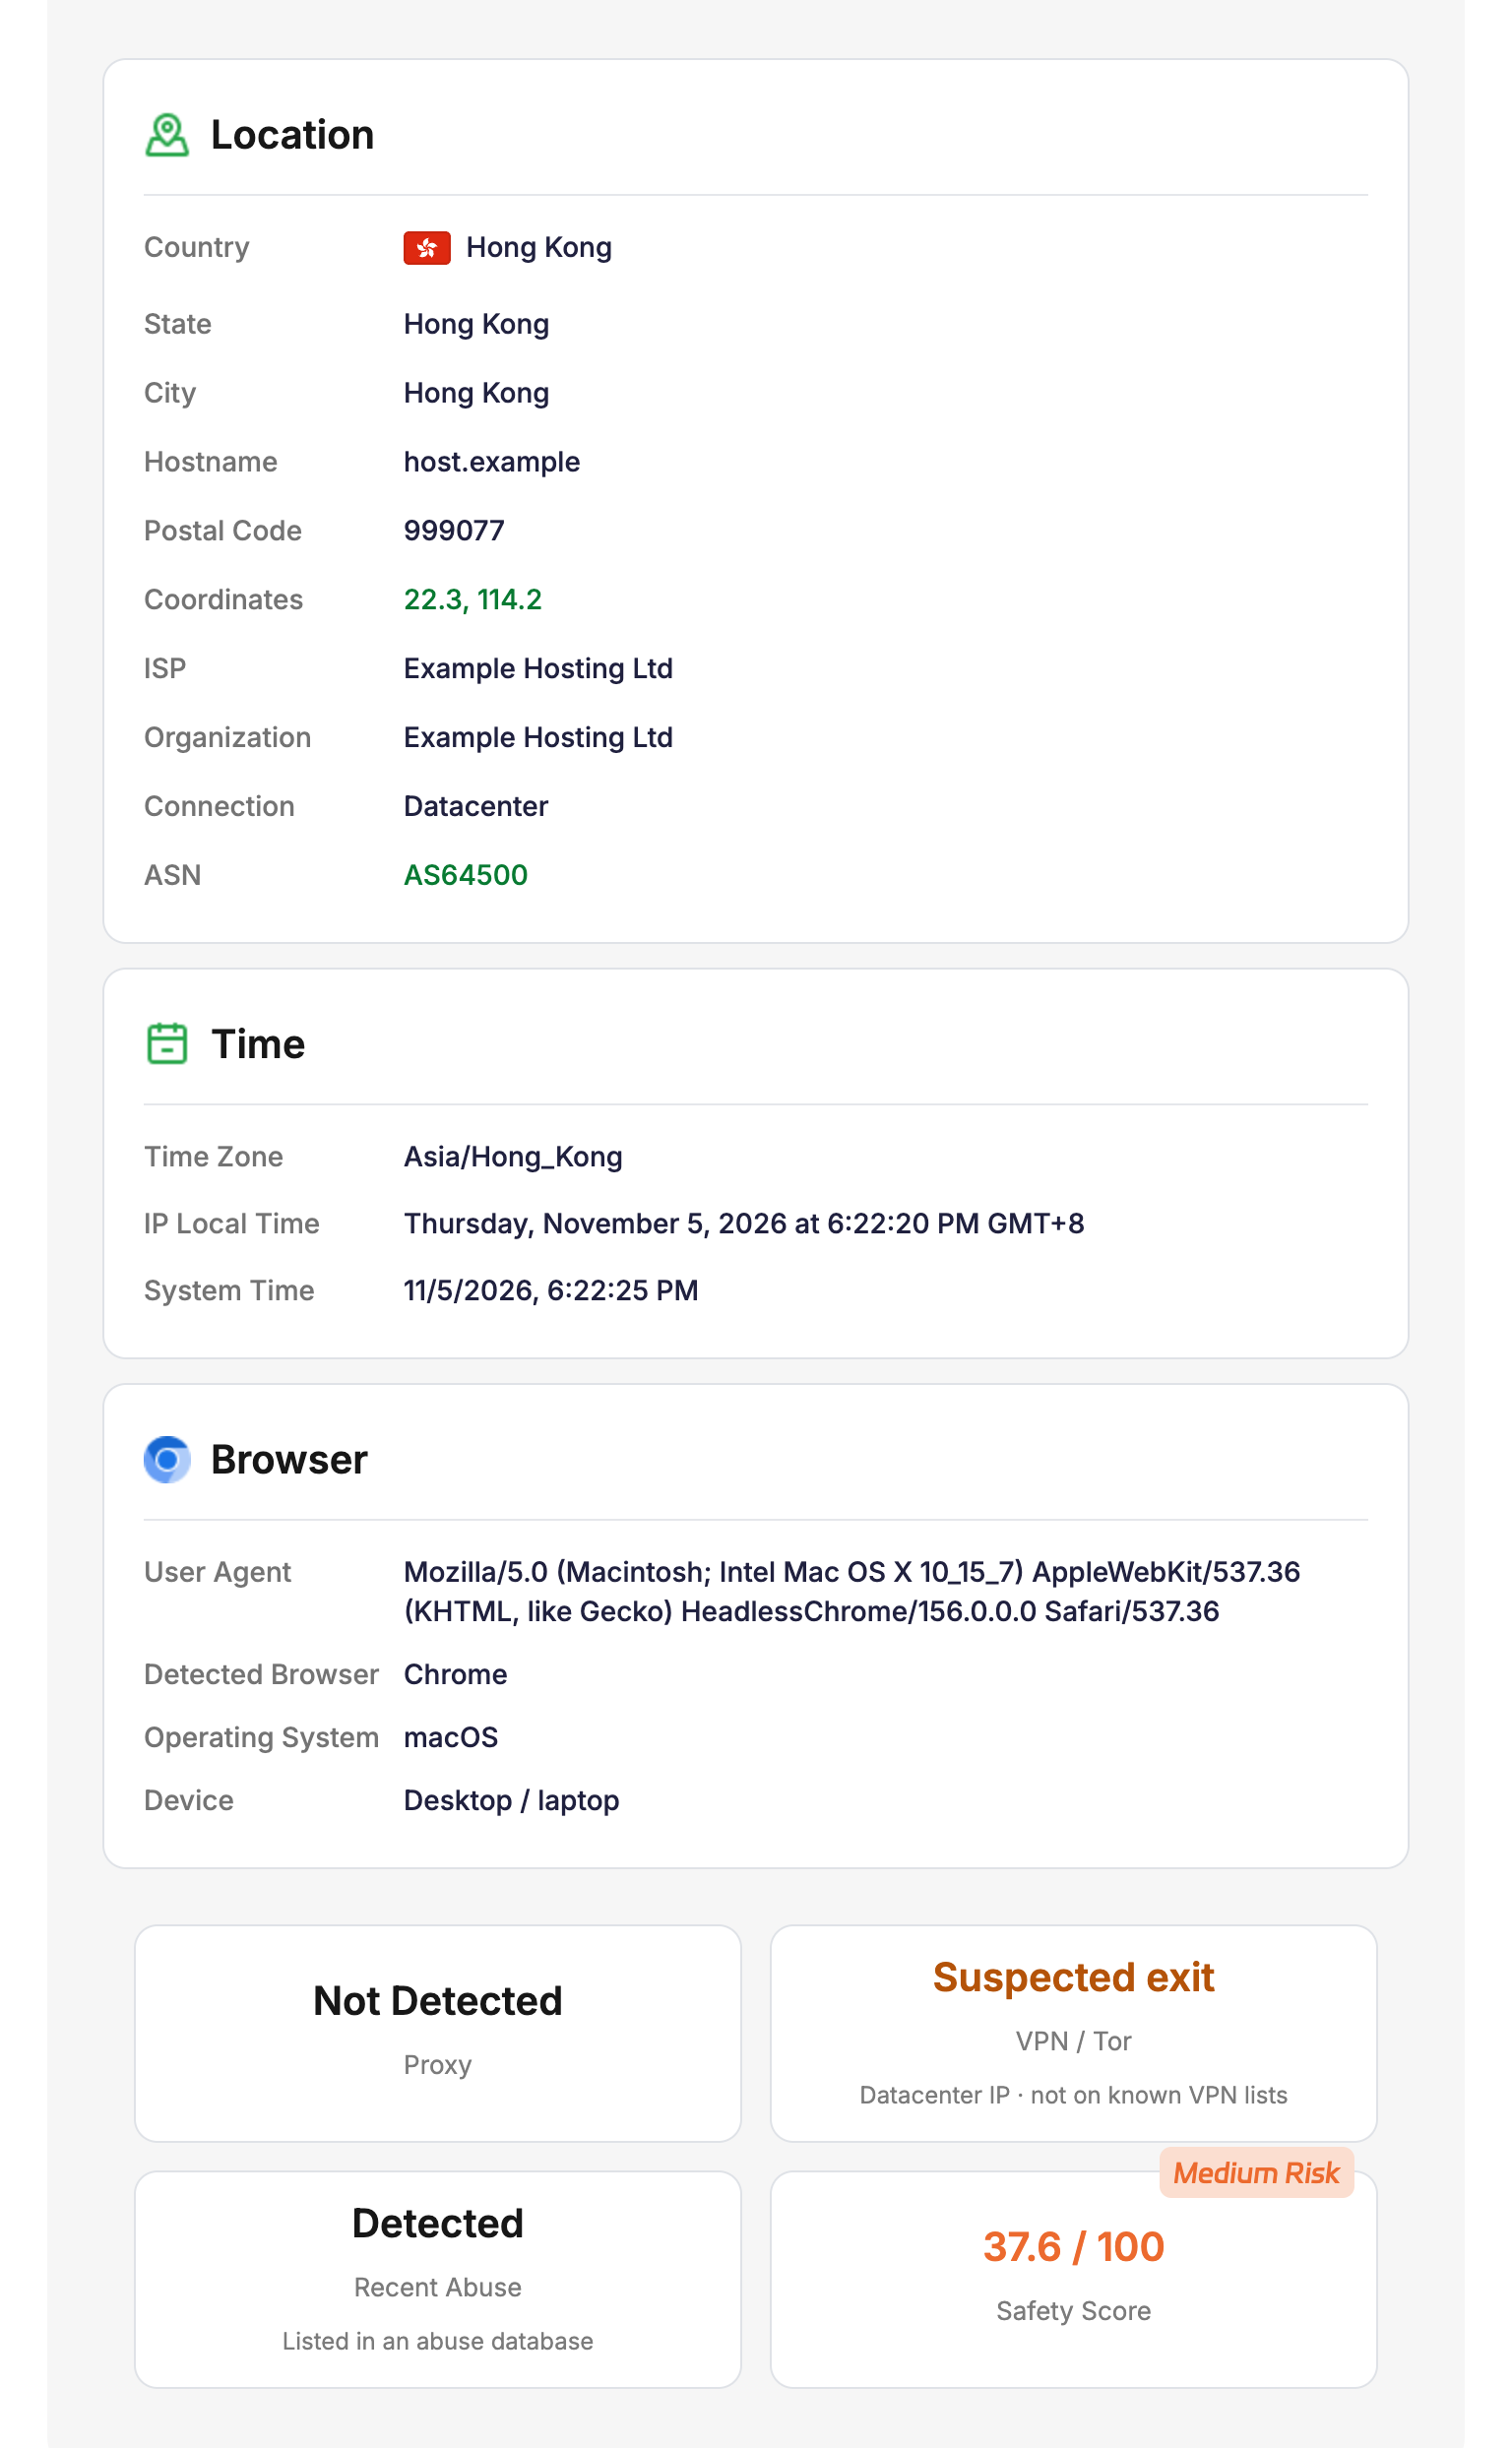 Location
Country Hong Kong
State Hong Kong
City Hong Kong
Hostname host.example
Postal Code 999077
Coordinates 22.3, 114.2
ISP Example Hosting Ltd
Organization Example Hosting Ltd
Connection Datacenter
ASN AS64500
Time
Time Zone Asia/Hong_Kong
IP Local Time Thursday, November 5, 2026 at 6:22:20 PM GMT+8
System Time 11/5/2026, 6:22:25 PM
Browser
User Agent Mozilla/5.0 (Macintosh; Intel Mac OS X 10_15_7) AppleWebKit/537.36
(KHTML, like Gecko) HeadlessChrome/156.0.0.0 Safari/537.36
Detected Browser Chrome
Operating System macOS
Device Desktop / laptop
Not Detected
Proxy
Suspected exit
VPN / Tor
Datacenter IP · not on known VPN lists
Detected
Recent Abuse
Listed in an abuse database
Medium Risk
37.6 / 100
Safety Score